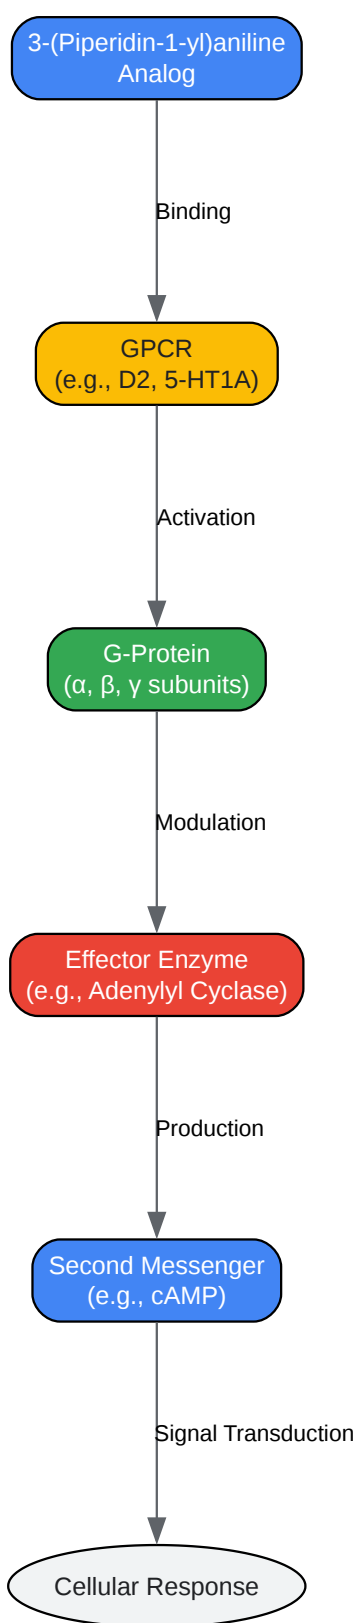 3-(Piperidin-1-yl)aniline
Analog
Binding
GPCR
(e.g., D2, 5-HT1A)
Activation
G-Protein
(α, β, γ subunits)
Modulation
Effector Enzyme
(e.g., Adenylyl Cyclase)
Production
Second Messenger
(e.g., cAMP)
Signal Transduction
Cellular Response